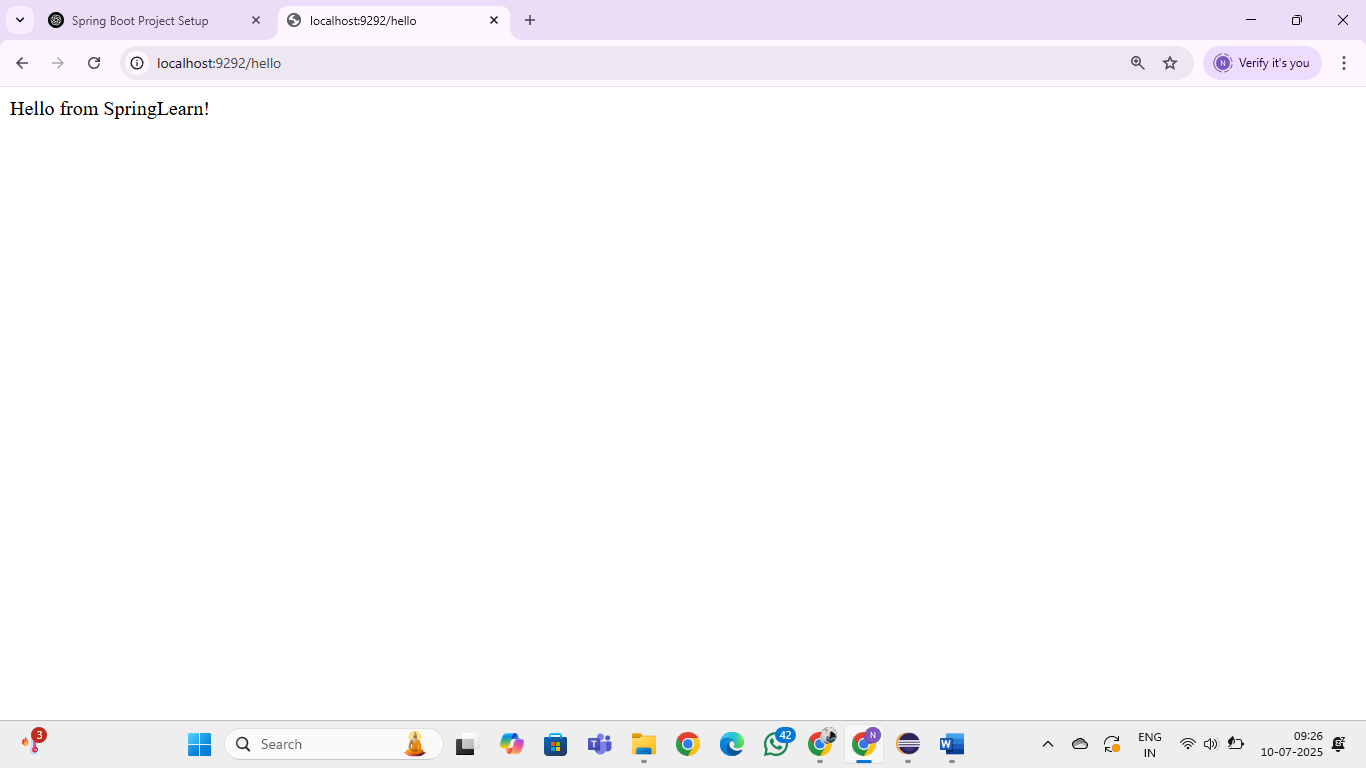 Spring Boot Project Setup
localhost:9292/hello
localhost:9292/hello
Verify it's you
N
Hello from SpringLearn!
3
Search
42
N
W
ENG
IN
09:26
10-07-2025